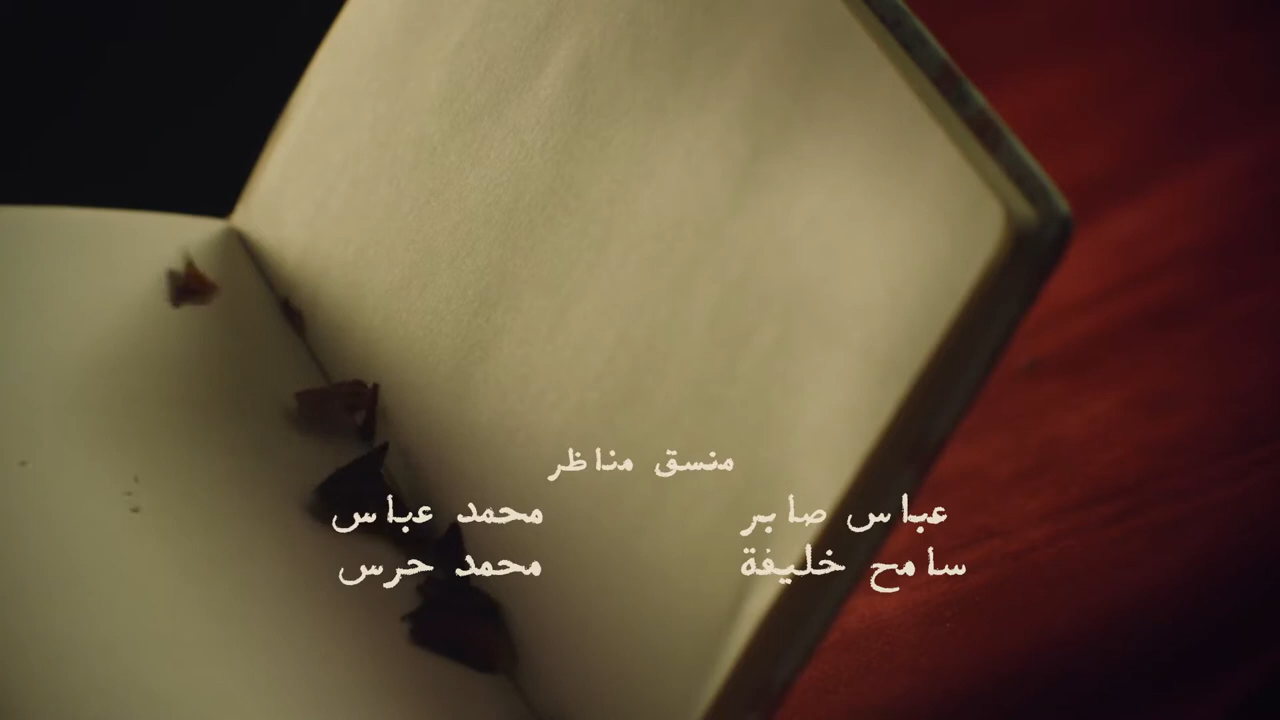 منسق مناظر
عباس صابر محمد عباس
سامح خليفة محمد حرس